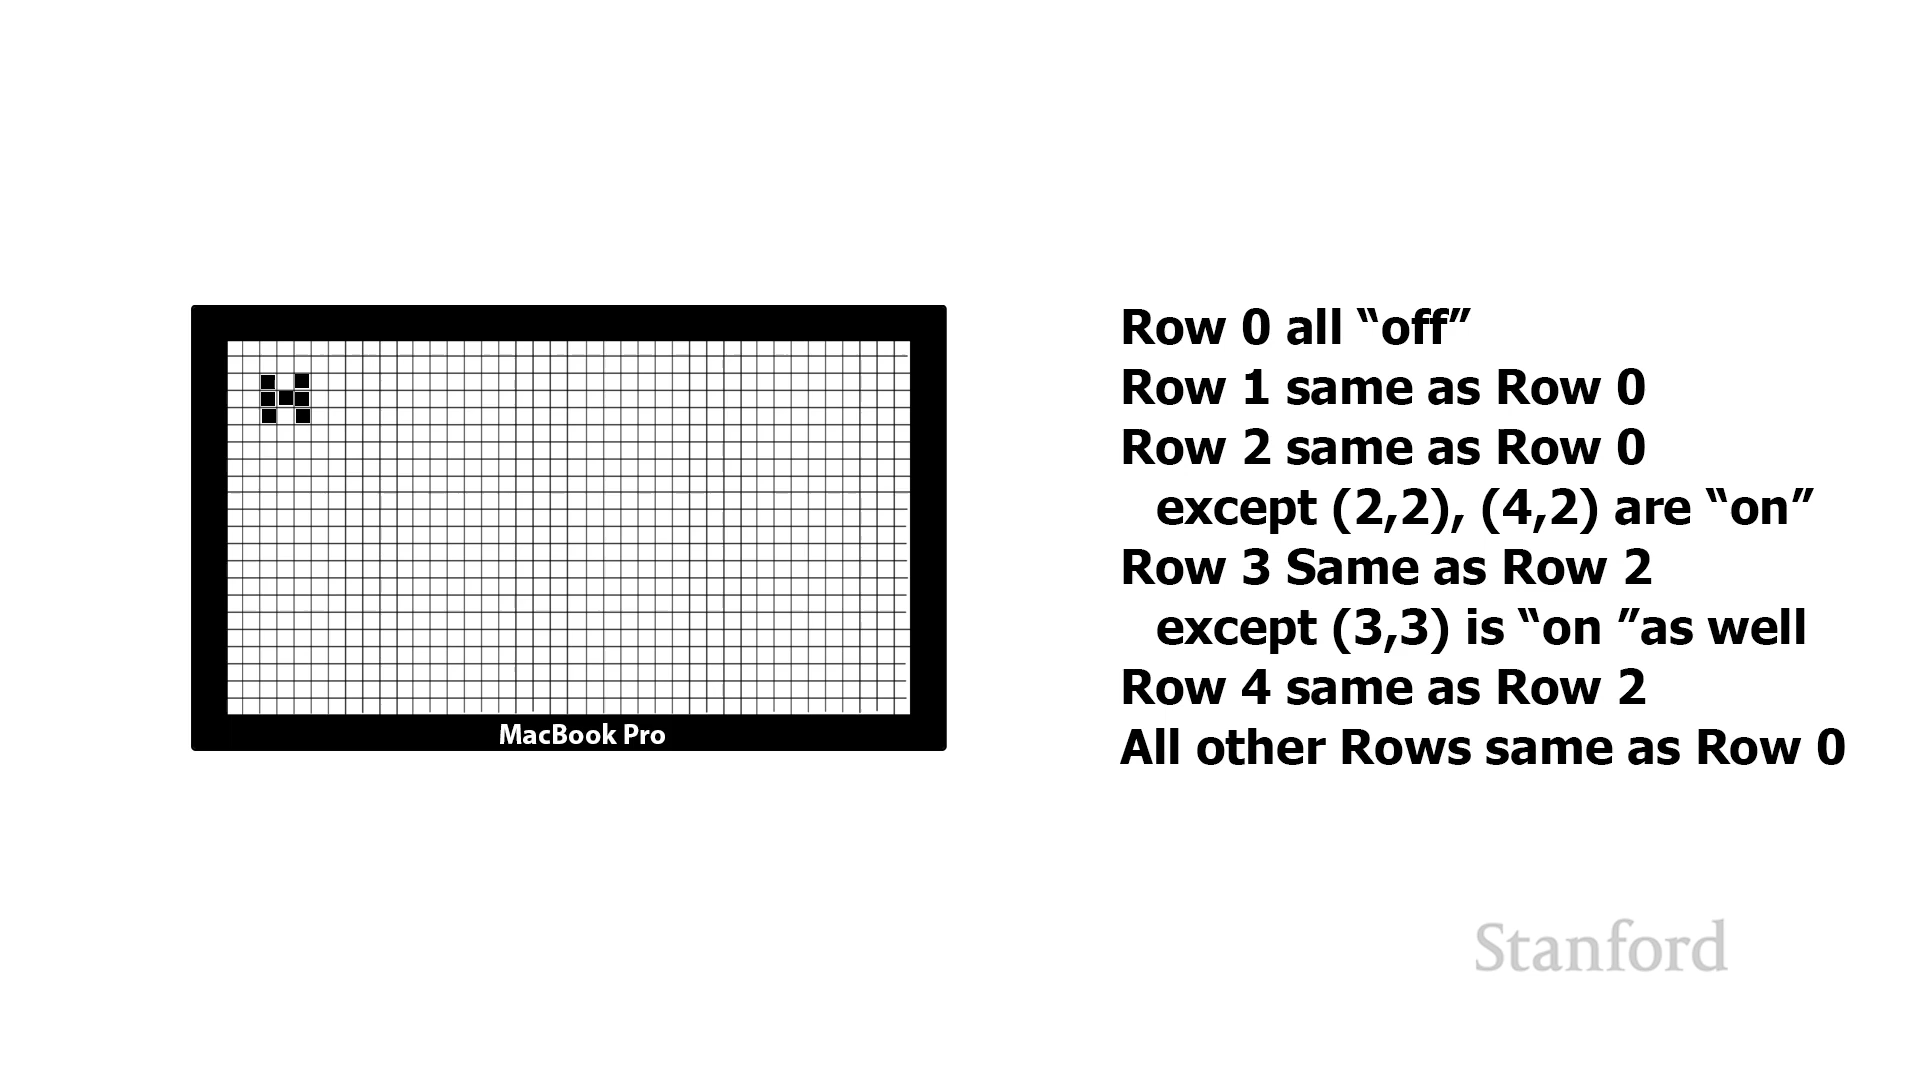 Row 0 all “off”
Row 1 same as Row 0
Row 2 same as Row 0
except (2,2), (4,2) are “on”
Row 3 Same as Row 2
except (3,3) is “on ”as well
Row 4 same as Row 2
All other Rows same as Row 0
MacBook Pro
Stanford